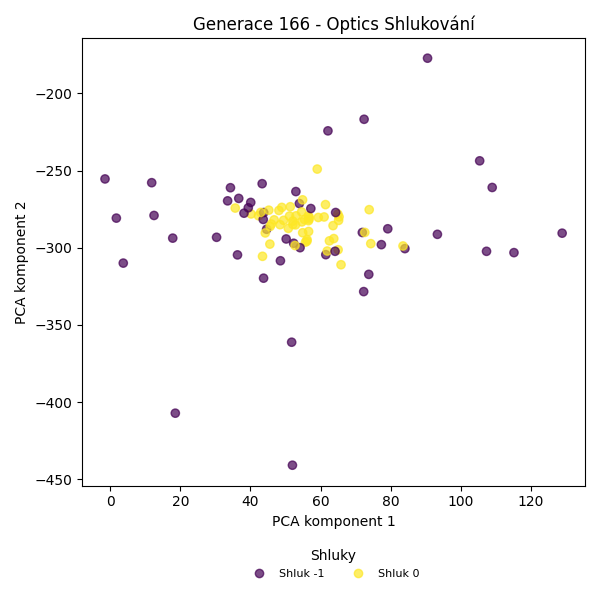 Generace 166 - Optics Shlukování
PCA komponent 2
−200
−250
−300
−350
−400
−450
0 20 40 60 80 100 120
PCA komponent 1
Shluky
Shluk -1 Shluk 0